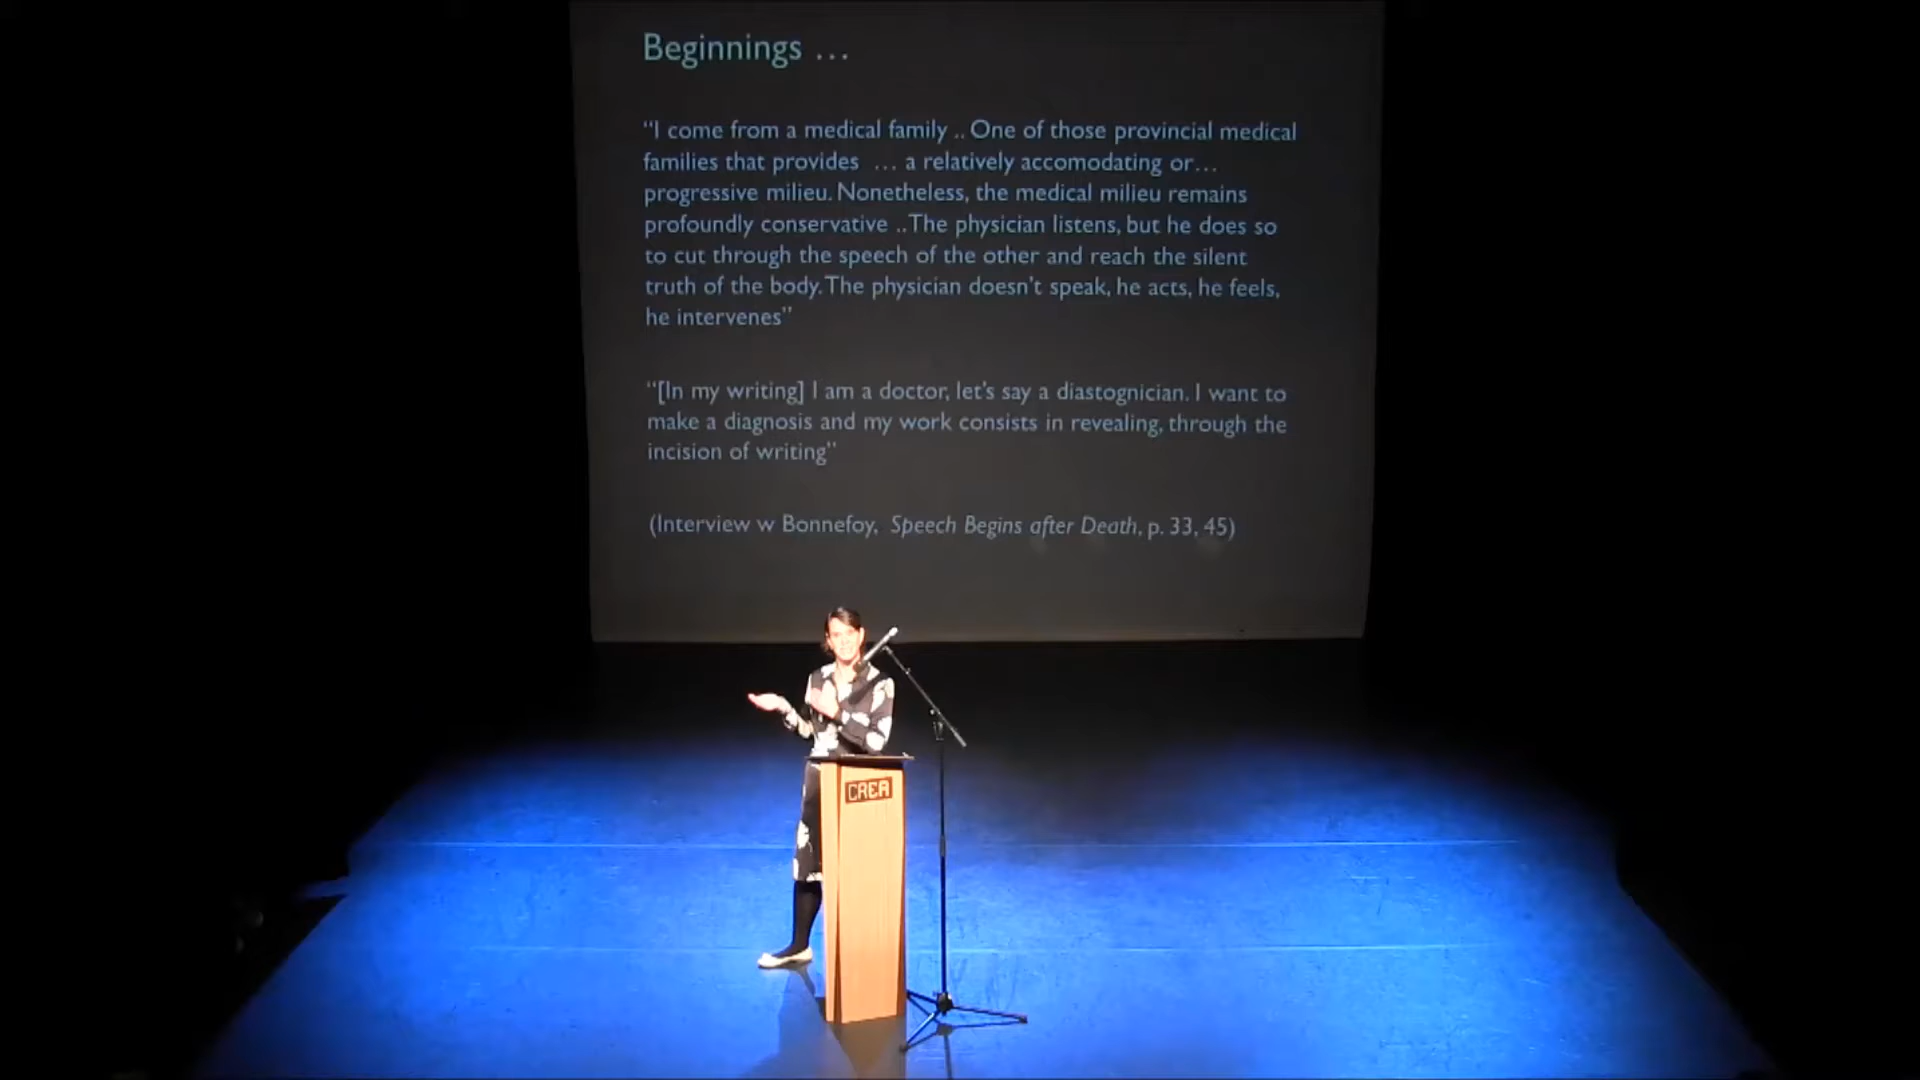 Beginnings ...
“I come from a medical family .. One of those provincial medical
families that provides ... a relatively accomodating or...
progressive milieu. Nonetheless, the medical milieu remains
profoundly conservative .. The physician listens, but he does so
to cut through the speech of the other and reach the silent
truth of the body. The physician doesn't speak, he acts, he feels,
he intervenes”
“[In my writing] I am a doctor, let's say a diastognician. I want to
make a diagnosis and my work consists in revealing, through the
incision of writing”
(Interview w Bonnefoy, Speech Begins after Death, p. 33, 45)
CREA